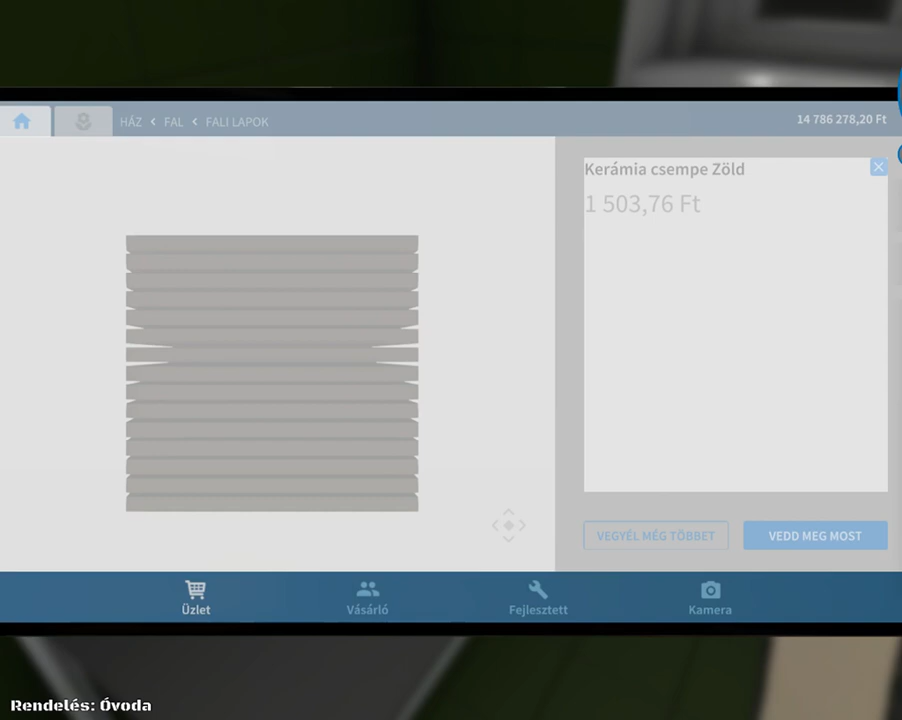 HÁZ < FAL < FALI LAPOK
14 786 278,20 Ft
Kerámia csempe Zöld
1 503,76 Ft
VEGYÉL MÉG TÖBBET
VEDD MEG MOST
Üzlet
Vásárló
Fejlesztett
Kamera
Rendelés: Óvoda